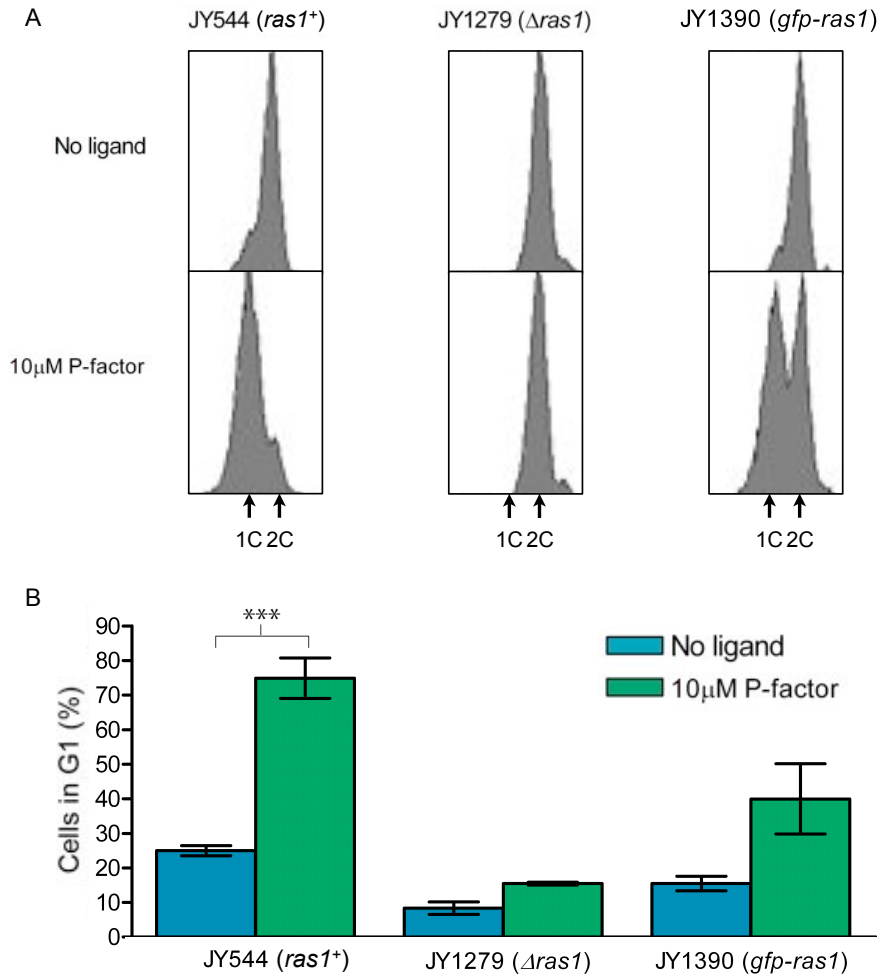 A
JY544 (ras1⁺) JY1279 (Δras1) JY1390 (gfp-ras1)
No ligand
10μM P-factor
1C 2C 1C 2C 1C 2C
B
***
Cells in G1 (%)
90
80
70
60
50
40
30
20
10
0
No ligand
10μM P-factor
JY544 (ras1⁺) JY1279 (Δras1) JY1390 (gfp-ras1)